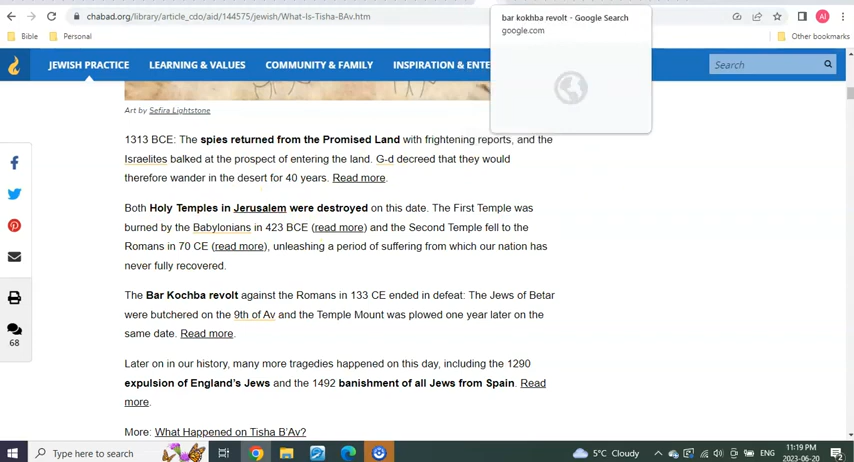 chabad.org/library/article_cdo/aid/144575/jewish/What-Is-Tisha-BAv.htm
bar kokhba revolt - Google Search
google.com
AI
Bible
Personal
Other bookmarks
JEWISH PRACTICE
LEARNING & VALUES
COMMUNITY & FAMILY
INSPIRATION & ENTE
Search
Art by Sefira Lightstone
1313 BCE: The spies returned from the Promised Land with frightening reports, and the
Israelites balked at the prospect of entering the land. G-d decreed that they would
therefore wander in the desert for 40 years. Read more.
Both Holy Temples in Jerusalem were destroyed on this date. The First Temple was
burned by the Babylonians in 423 BCE (read more) and the Second Temple fell to the
Romans in 70 CE (read more), unleashing a period of suffering from which our nation has
never fully recovered.
The Bar Kochba revolt against the Romans in 133 CE ended in defeat: The Jews of Betar
were butchered on the 9th of Av and the Temple Mount was plowed one year later on the
same date. Read more.
68
Later on in our history, many more tragedies happened on this day, including the 1290
expulsion of England's Jews and the 1492 banishment of all Jews from Spain. Read
more.
More: What Happened on Tisha B'Av?
Type here to search
5°C Cloudy
ENG
11:19 PM
2023-06-20
2